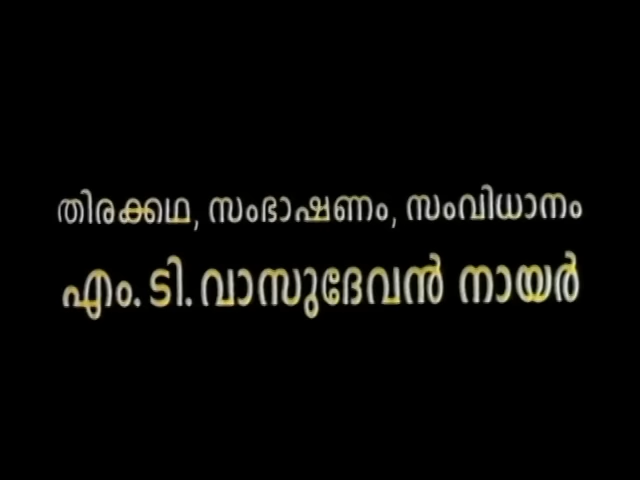 തിരക്കഥ, സംഭാഷണം, സംവിധാനം
എം. ടി. വാസുദേവൻ നായർ